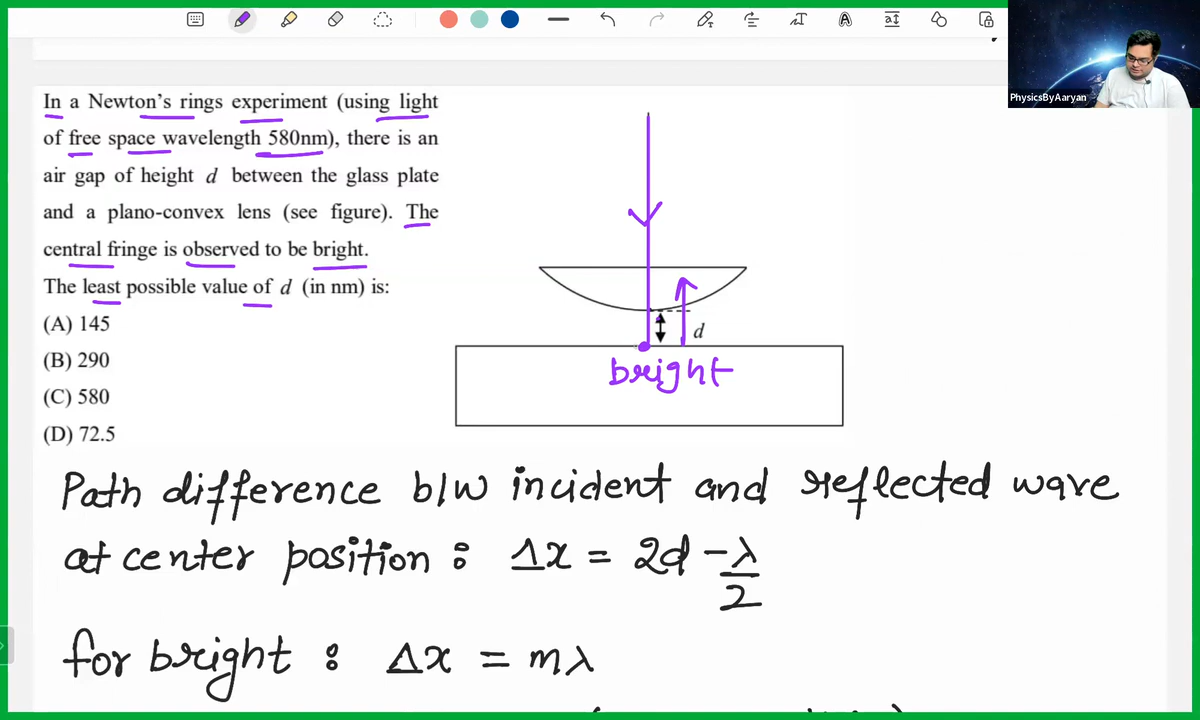 PhysicsByAaryan
In a Newton's rings experiment (using light
of free space wavelength 580nm), there is an
air gap of height d between the glass plate
and a plano-convex lens (see figure). The
central fringe is observed to be bright.
The least possible value of d (in nm) is:
(A) 145
(B) 290
(C) 580
(D) 72.5
d
bright
Path difference b/w incident and reflected wave
at center position : Δx = 2d - λ/2
for bright : Δx = mλ